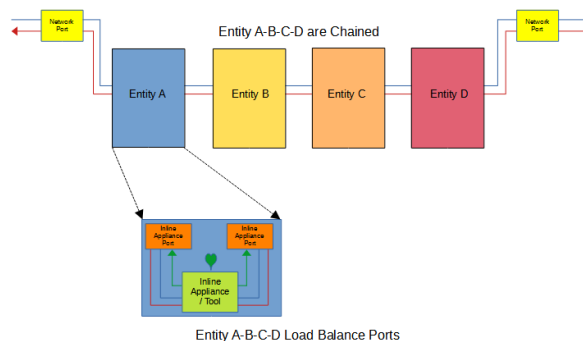 Network
Port
Entity A-B-C-D are Chained
Network
Port
Entity A
Entity B
Entity C
Entity D
Inline
Appliance
Port
Inline
Appliance
Port
Inline
Appliance
/ Tool
Entity A-B-C-D Load Balance Ports